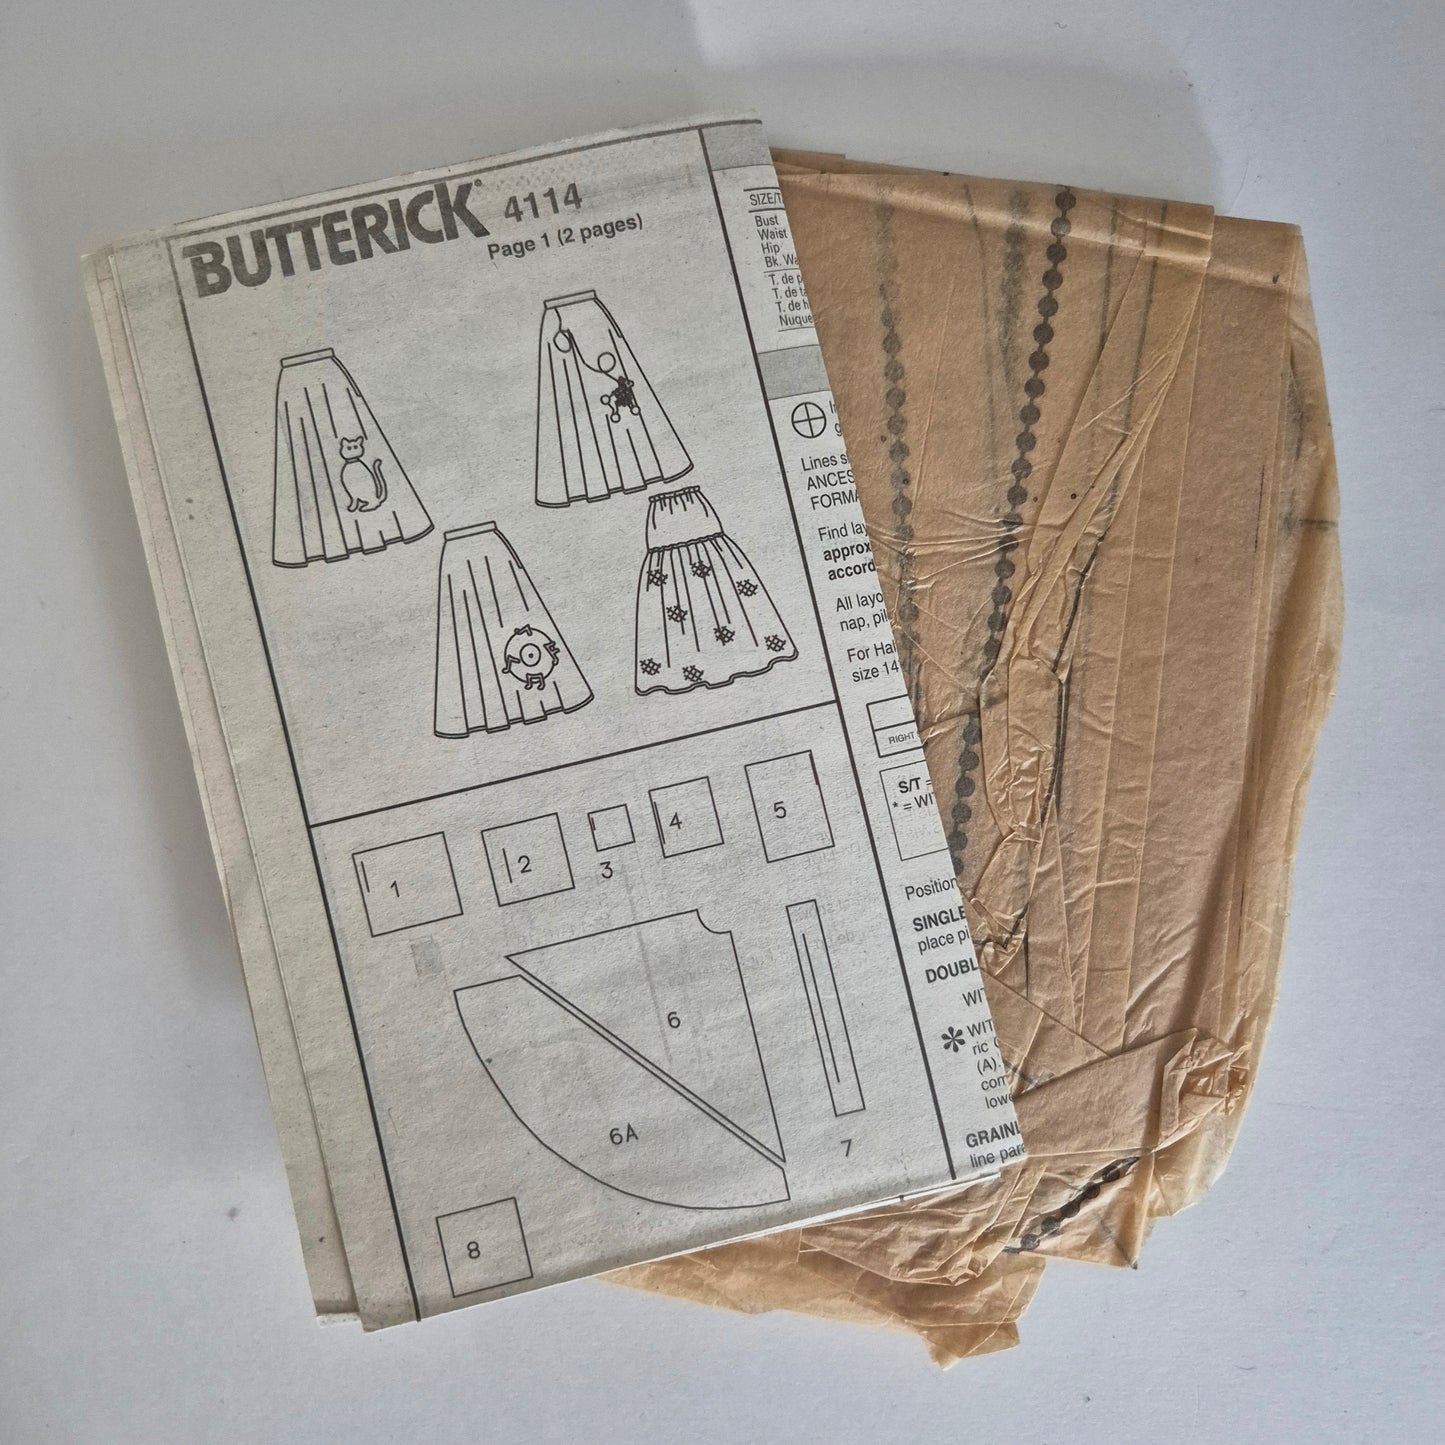 BUTTERICK® 4114
Page 1 (2 pages)
1
2
3
4
5
6
6A
7
8
SIZE/T
Bust
Waist
Hip
Bk. Wa
T. de
T. de
T. de
Nuque
Lines
ANCES
FORMA
Find lay
approx
accord
All layo
nap, pil
For Hal
size 14
RIGHT
S/T =
* = WIT
Position
SINGLE
place pi
DOUBL
WIT
* WIT
ric (
(A).
com
lowe
GRAINL
line para